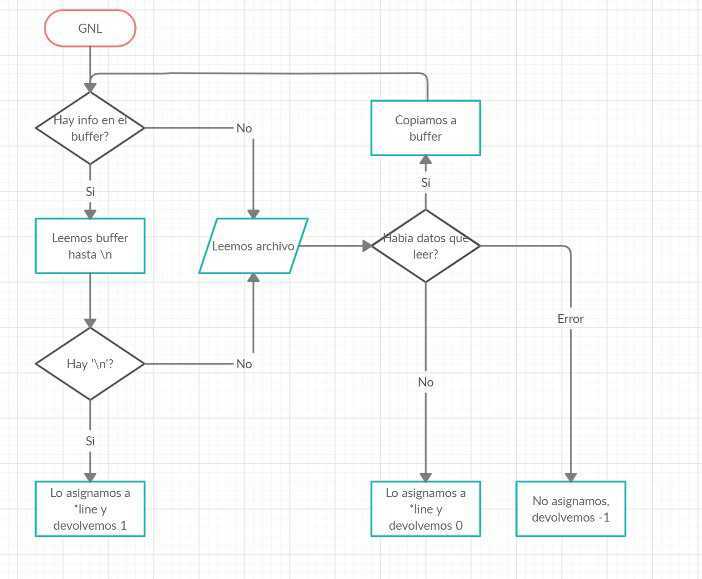 GNL
Hay info en el
buffer?
No
Si
Leemos buffer
hasta \n
Hay '\n'?
No
Si
Lo asignamos a
*line y
devolvemos 1
Leemos archivo
Copiamos a
buffer
Si
Había datos que
leer?
No
Error
Lo asignamos a
*line y
devolvemos 0
No asignamos,
devolvemos -1